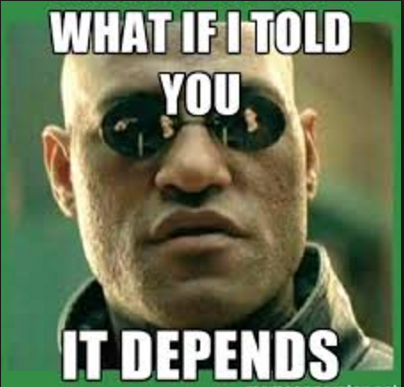 WHAT IF I TOLD
YOU
IT DEPENDS